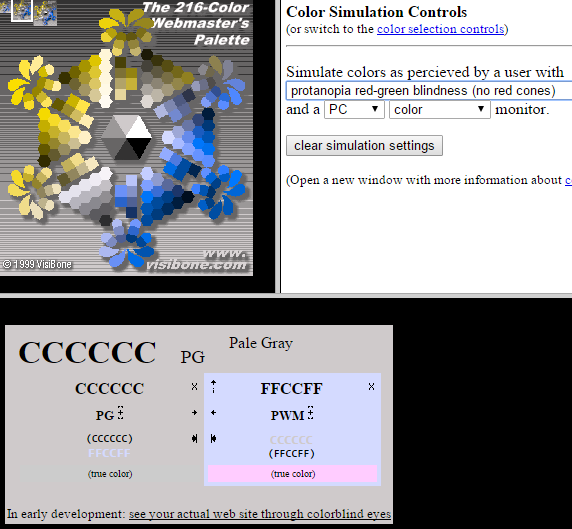 The 216-Color
Webmaster's
Palette
© 1999 VisiBone
www.
visibone.com
Color Simulation Controls
(or switch to the color selection controls)
Simulate colors as percieved by a user with
protanopia red-green blindness (no red cones)
and a PC color monitor.
clear simulation settings
(Open a new window with more information about
CCCCCC PG Pale Gray
CCCCCC x FFCCFF x
PG PWM
(CCCCCC) CCCCCC
FFCCFF (FFCCFF)
(true color) (true color)
In early development: see your actual web site through colorblind eyes